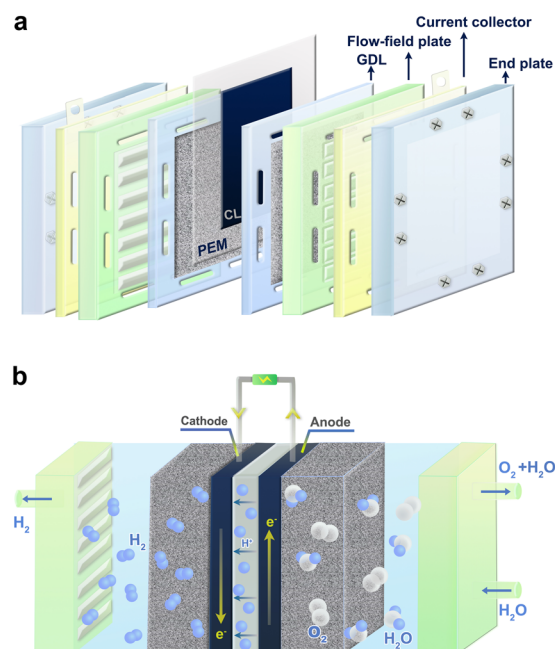 a
Current collector
Flow-field plate
GDL
End plate
CL
PEM
b
Cathode
Anode
O₂+H₂O
H₂
H₂
H⁺
e⁻
e⁻
O₂
H₂O
H₂O